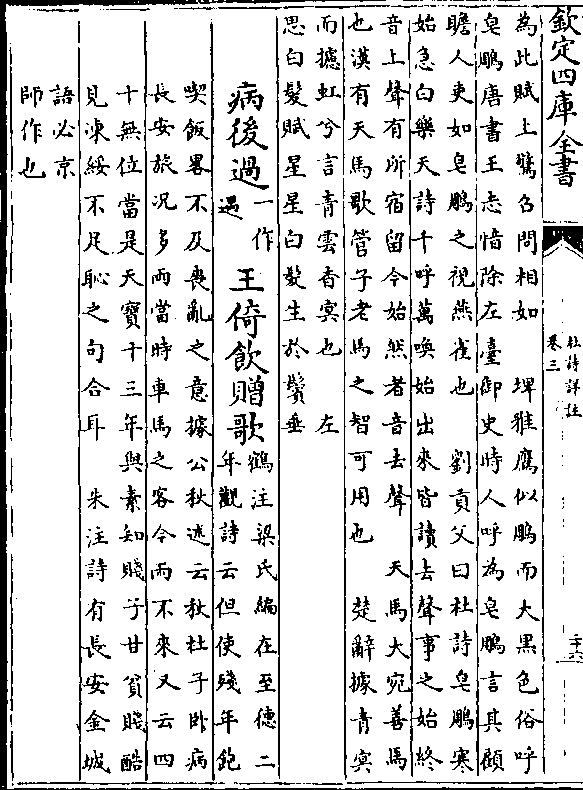 欽定四庫全書
杜詩詳註
卷三
二十六
為此賦上驚召問相如　埤雅鷹似鵰而大黑色俗呼
皂鵰唐書王志愔除左臺御史時人呼為皂鵰言其顧
瞻人吏如皂鵰之視燕雀也　劉貢父曰杜詩皂鵰寒
始急白樂天詩千呼萬喚始出來皆讀去聲事之始終
音上聲有所宿留今始然者音去聲　天馬大宛善馬
也漢有天馬歌管子老馬之智可用也　楚辭據青冥
而攄虹兮言青雲杳冥也　左
思白髮賦星星白髮生於鬢垂
病後過一作遇王倚飲贈歌
鶴注梁氏編在至德二
年觀詩云但使殘年飽
喫飯畧不及喪亂之意據公秋述云秋杜子卧病
長安旅況多雨當時車馬之客今雨不來又云四
十無位當是天寶十三年與素知賤子甘貧賤酷
見凍綏不足恥之句合耳　朱注詩有長安金城
語必京
師作也